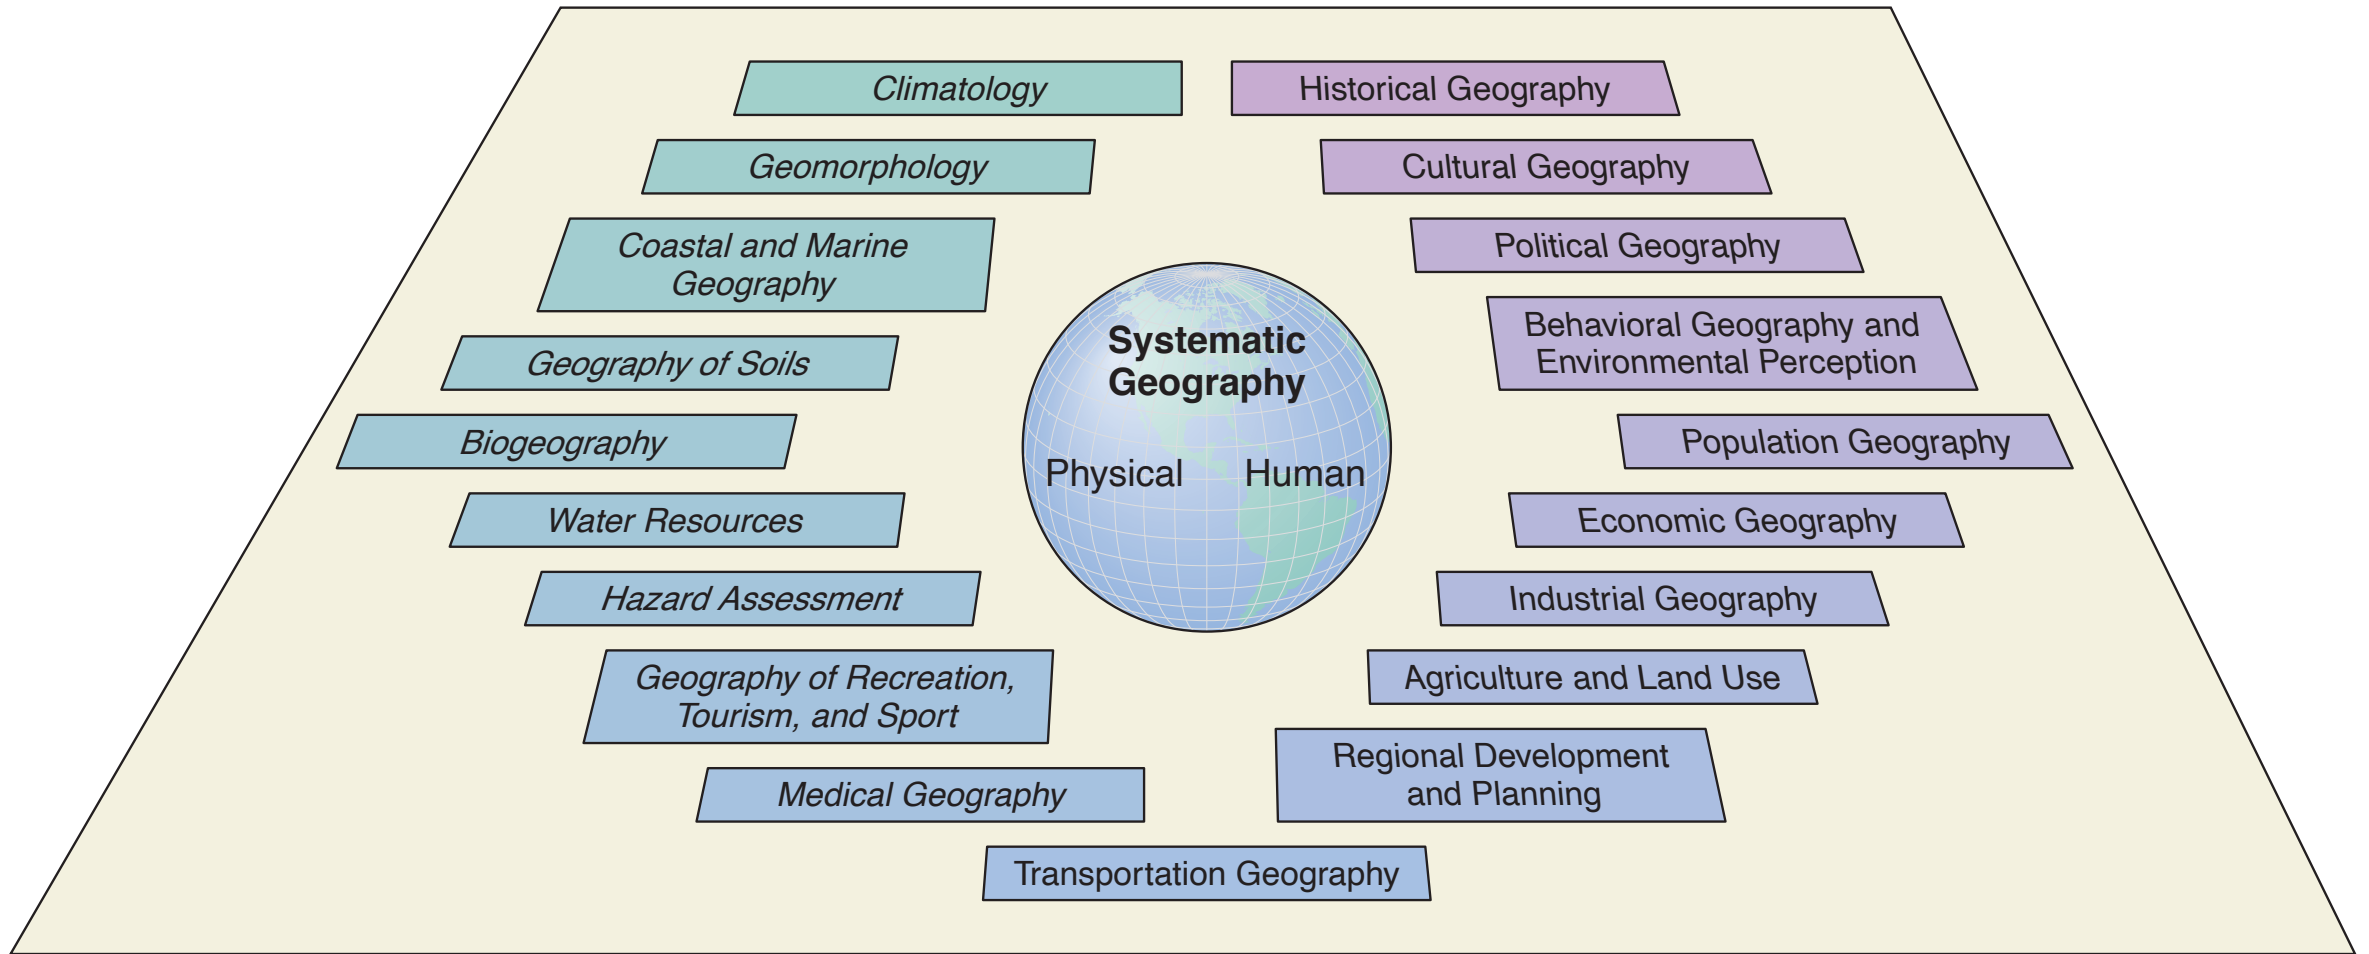 Climatology
Geomorphology
Coastal and Marine
Geography
Geography of Soils
Biogeography
Water Resources
Hazard Assessment
Geography of Recreation,
Tourism, and Sport
Medical Geography
Systematic
Geography
Physical
Human
Historical Geography
Cultural Geography
Political Geography
Behavioral Geography and
Environmental Perception
Population Geography
Economic Geography
Industrial Geography
Agriculture and Land Use
Regional Development
and Planning
Transportation Geography